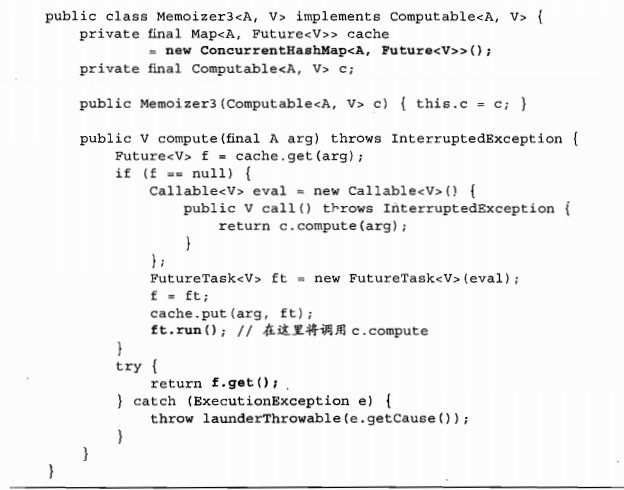 public class Memoizer3<A, V> implements Computable<A, V> {
    private final Map<A, Future<V>> cache
            = new ConcurrentHashMap<A, Future<V>>();
    private final Computable<A, V> c;

    public Memoizer3(Computable<A, V> c) { this.c = c; }

    public V compute(final A arg) throws InterruptedException {
        Future<V> f = cache.get(arg);
        if (f == null) {
            Callable<V> eval = new Callable<V>() {
                public V call() throws InterruptedException {
                    return c.compute(arg);
                }
            };
            FutureTask<V> ft = new FutureTask<V>(eval);
            f = ft;
            cache.put(arg, ft);
            ft.run(); // 在这里将调用 c.compute
        }
        try {
            return f.get();
        } catch (ExecutionException e) {
            throw launderThrowable(e.getCause());
        }
    }
}